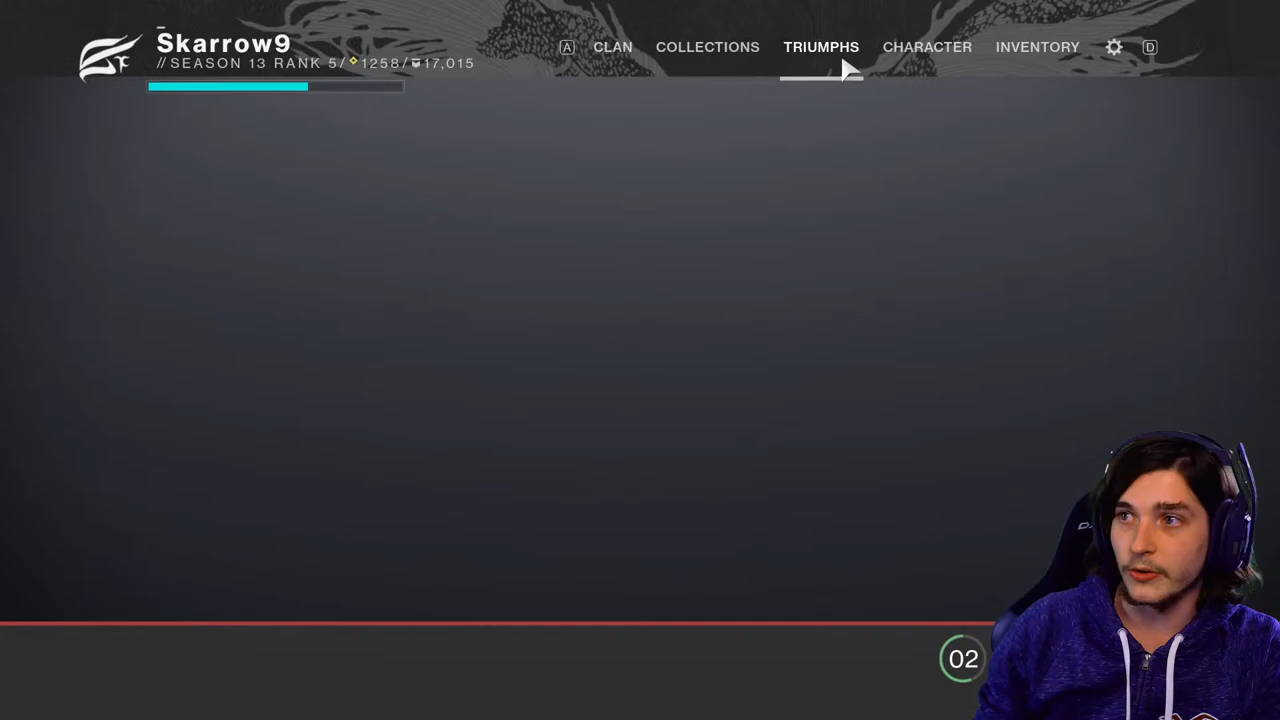 Skarrow9
// SEASON 13 RANK 5/ 1258/ 17,015
A CLAN COLLECTIONS TRIUMPHS CHARACTER INVENTORY D
02